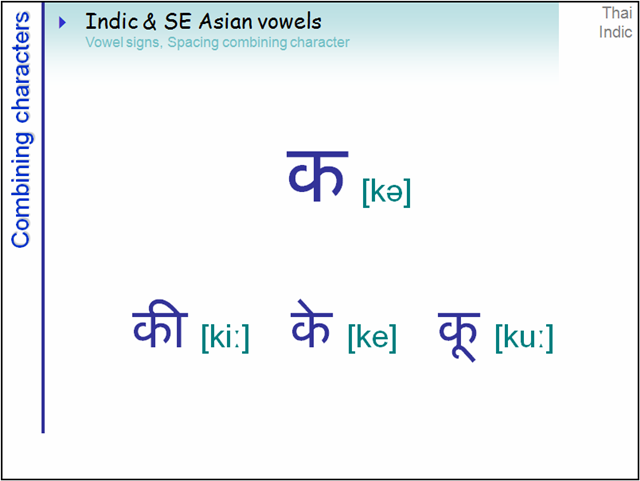 Combining characters
Indic & SE Asian vowels
Vowel signs, Spacing combining character
Thai
Indic
क [kə]
की [kiː] के [ke] कू [kuː]